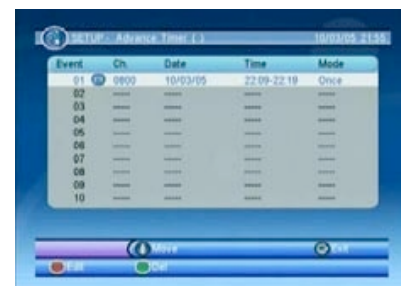 SETUP - Advance Timer ( ) 10/03/05 21:55
Event Ch. Date Time Mode
01 0800 10/03/05 22:09-22:19 Once
02 ----- ----- ----- -----
03 ----- ----- ----- -----
04 ----- ----- ----- -----
05 ----- ----- ----- -----
06 ----- ----- ----- -----
07 ----- ----- ----- -----
08 ----- ----- ----- -----
09 ----- ----- ----- -----
10 ----- ----- ----- -----
Move Exit
Edit Del